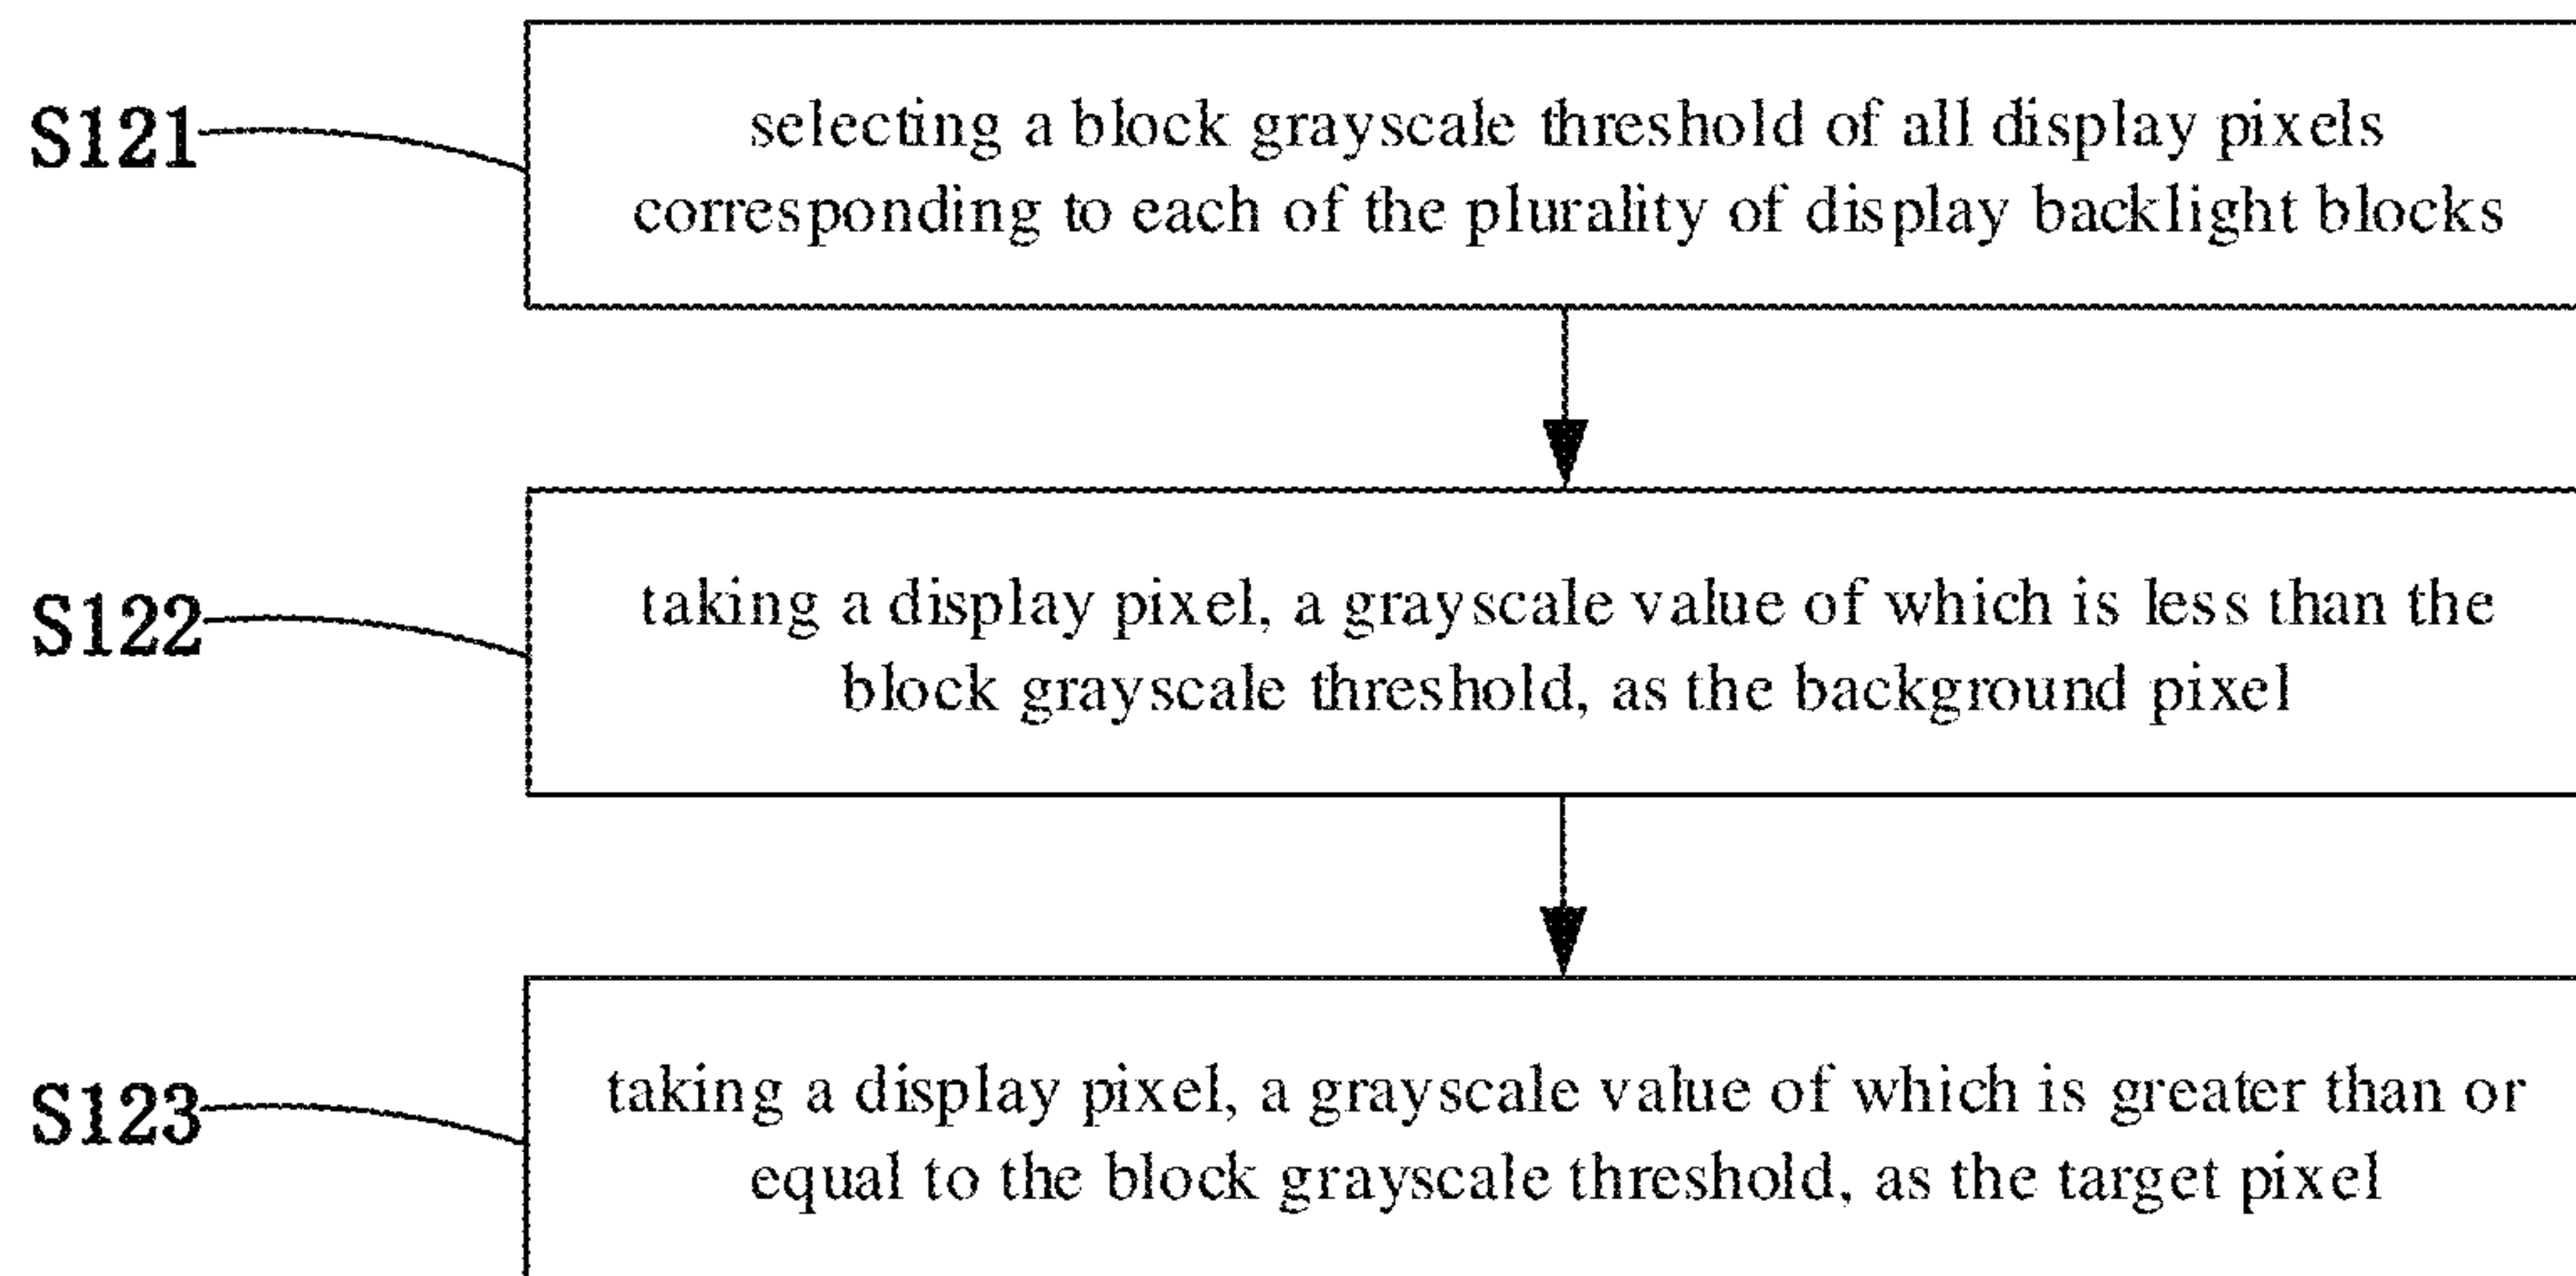 S121
selecting a block grayscale threshold of all display pixels
corresponding to each of the plurality of display backlight blocks
S122
taking a display pixel, a grayscale value of which is less than the
block grayscale threshold, as the background pixel
S123
taking a display pixel, a grayscale value of which is greater than or
equal to the block grayscale threshold, as the target pixel